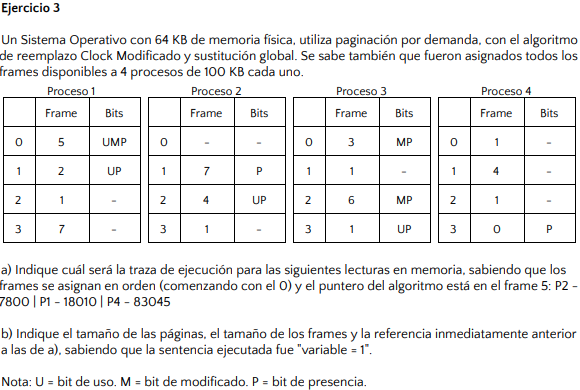 Ejercicio 3
Un Sistema Operativo con 64 KB de memoria física, utiliza paginación por demanda, con el algoritmo
de reemplazo Clock Modificado y sustitución global. Se sabe también que fueron asignados todos los
frames disponibles a 4 procesos de 100 KB cada uno.
Proceso 1 Proceso 2 Proceso 3 Proceso 4
Frame Bits Frame Bits Frame Bits Frame Bits
0 5 UMP 0 - - 0 3 MP 0 1 -
1 2 UP 1 7 P 1 1 - 1 4 -
2 1 - 2 4 UP 2 6 MP 2 1 -
3 7 - 3 1 - 3 1 UP 3 0 P
a) Indique cuál será la traza de ejecución para las siguientes lecturas en memoria, sabiendo que los
frames se asignan en orden (comenzando con el 0) y el puntero del algoritmo está en el frame 5: P2 -
7800 | P1 - 18010 | P4 - 83045
b) Indique el tamaño de las páginas, el tamaño de los frames y la referencia inmediatamente anterior
a las de a), sabiendo que la sentencia ejecutada fue "variable = 1".
Nota: U = bit de uso. M = bit de modificado. P = bit de presencia.